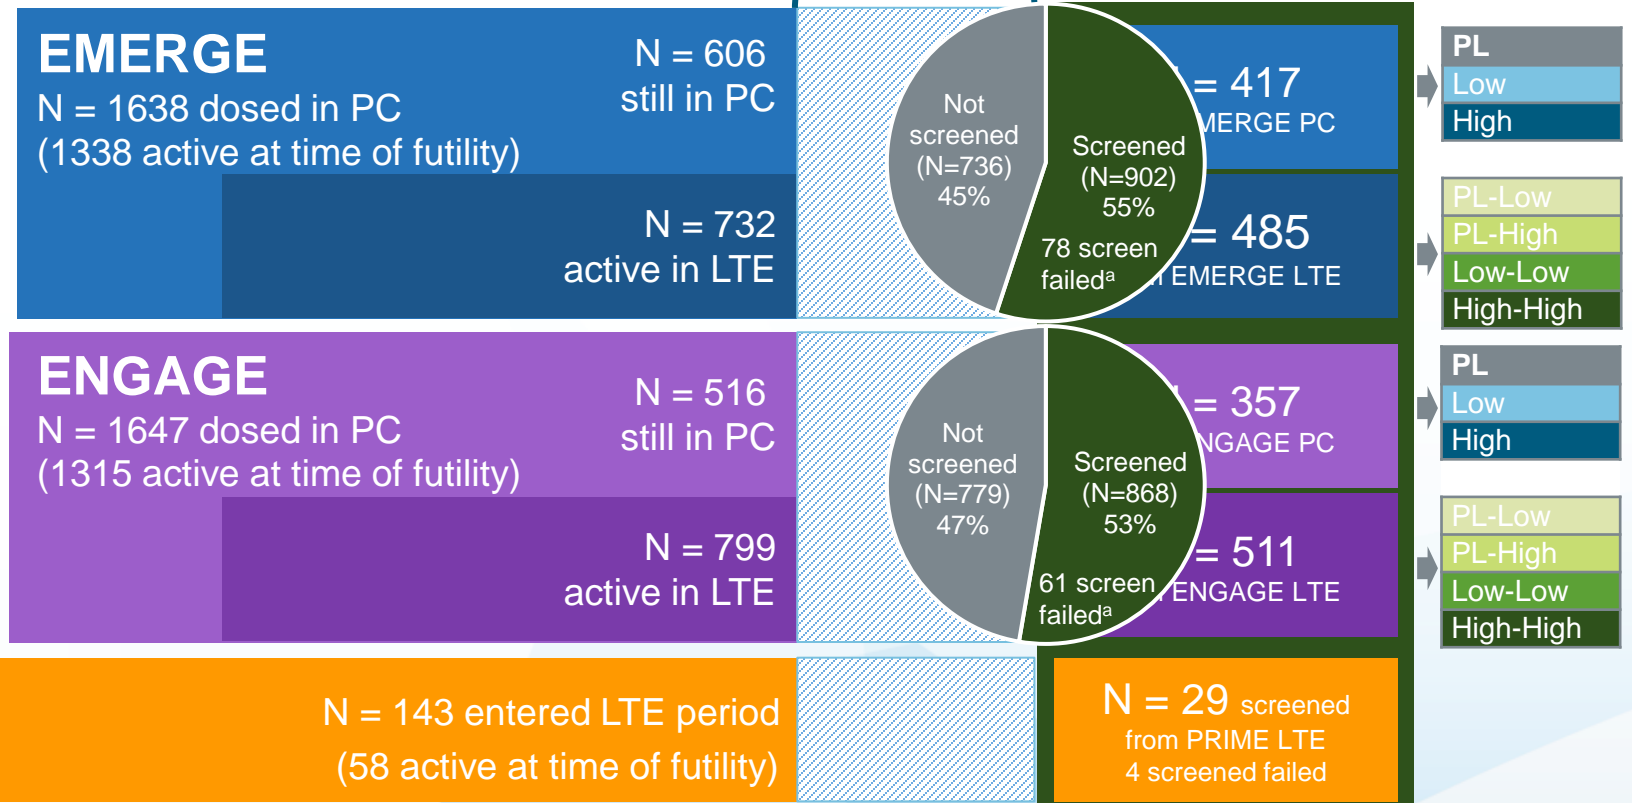 EMERGE
N = 1638 dosed in PC
(1338 active at time of futility)
N = 606
still in PC
N = 732
active in LTE
Not
screened
(N=736)
45%
Screened
(N=902)
55%
78 screen
failedᵃ
= 417
MERGE PC
= 485
EMERGE LTE
PL
Low
High
PL-Low
PL-High
Low-Low
High-High
ENGAGE
N = 1647 dosed in PC
(1315 active at time of futility)
N = 516
still in PC
N = 799
active in LTE
Not
screened
(N=779)
47%
Screened
(N=868)
53%
61 screen
failedᵃ
= 357
NGAGE PC
= 511
ENGAGE LTE
PL
Low
High
PL-Low
PL-High
Low-Low
High-High
N = 143 entered LTE period
(58 active at time of futility)
N = 29 screened
from PRIME LTE
4 screened failed